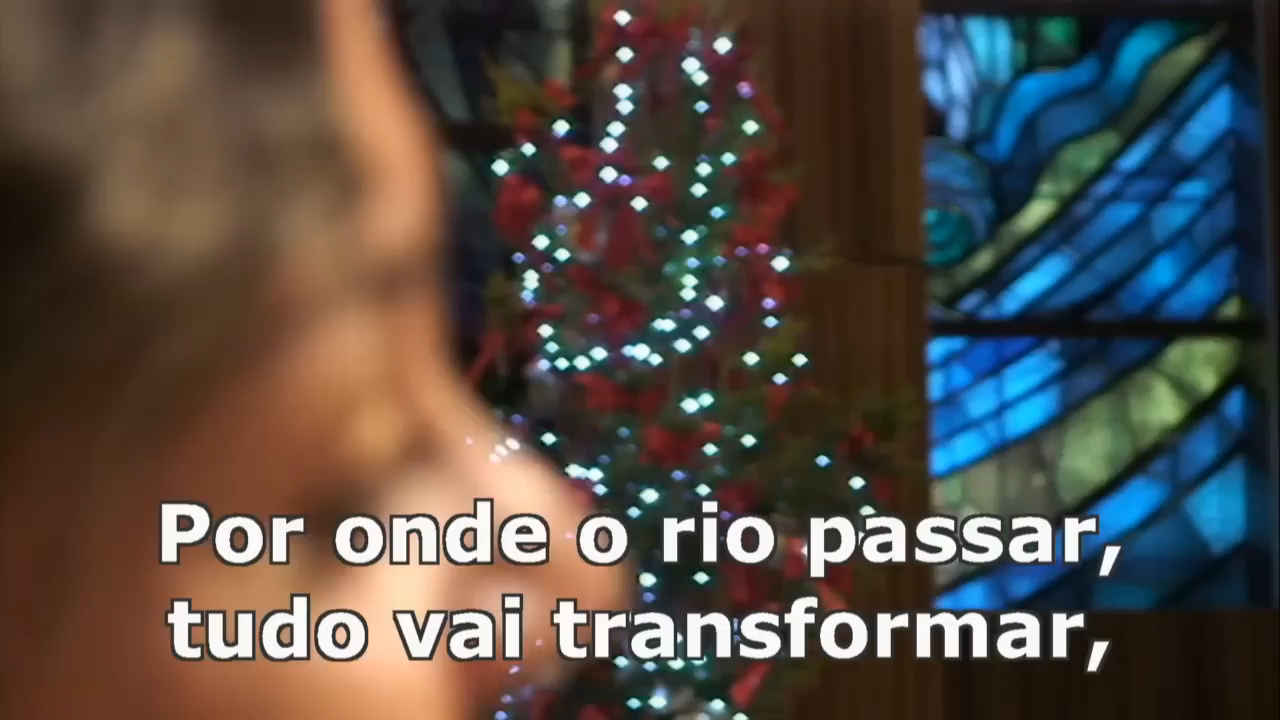 Por onde o rio passar,
tudo vai transformar,